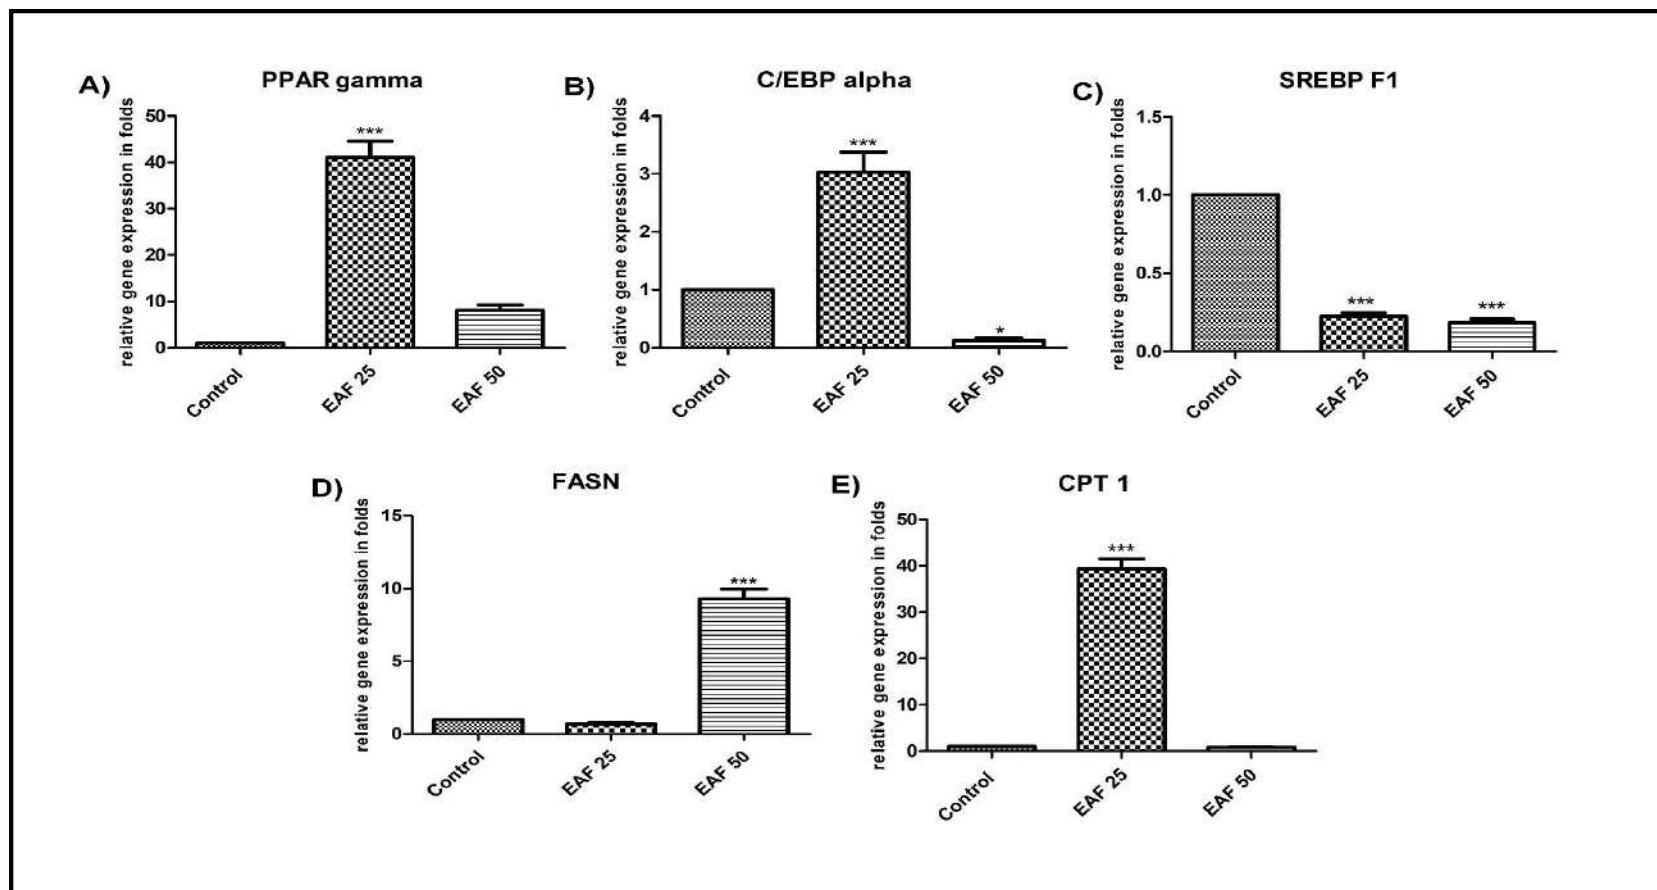 A)
PPAR gamma
relative gene expression in folds
50
40
30
20
10
0
***
Control
EAF 25
EAF 50
B)
C/EBP alpha
relative gene expression in folds
4
3
2
1
0
***
*
Control
EAF 25
EAF 50
C)
SREBP F1
relative gene expression in folds
1.5
1.0
0.5
0.0
***
***
Control
EAF 25
EAF 50
D)
FASN
relative gene expression in folds
15
10
5
0
***
Control
EAF 25
EAF 50
E)
CPT 1
relative gene expression in folds
50
40
30
20
10
0
***
Control
EAF 25
EAF 50